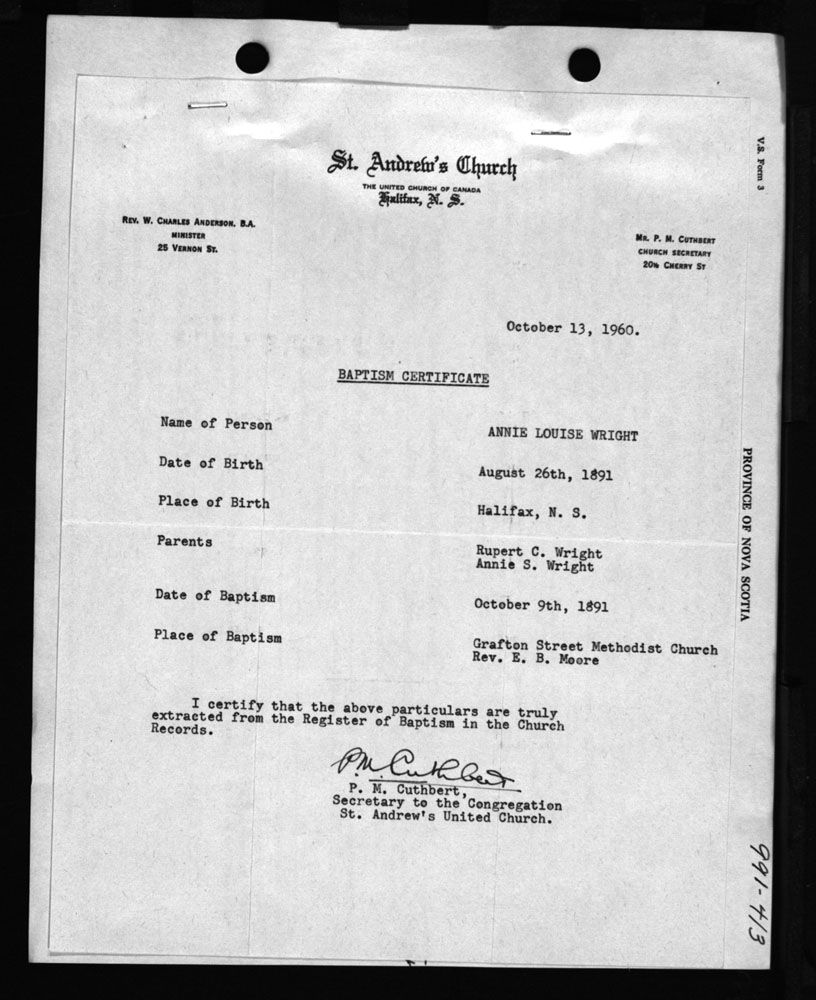 St. Andrew's Church
THE UNITED CHURCH OF CANADA
Halifax, N. S.
REV. W. CHARLES ANDERSON. B.A.
MINISTER
25 VERNON ST.
MR. P. M. CUTHBERT
CHURCH SECRETARY
CHERRY ST
October 13, 1960.
BAPTISM CERTIFICATE
Name of Person ANNIE LOUISE WRIGHT
Date of Birth August 26th, 1891
Place of Birth Halifax, N. S.
Parents Rupert C. Wright
Annie S. Wright
Date of Baptism October 9th, 1891
Place of Baptism Grafton Street Methodist Church
Rev. E. B. Moore
I certify that the above particulars are truly
extracted from the Register of Baptism in the Church
Records.
P.M. Cuthbert
P. M. Cuthbert,
Secretary to the Congregation
St. Andrew's United Church.
V.S. Form 3
PROVINCE OF NOVA SCOTIA
991-413